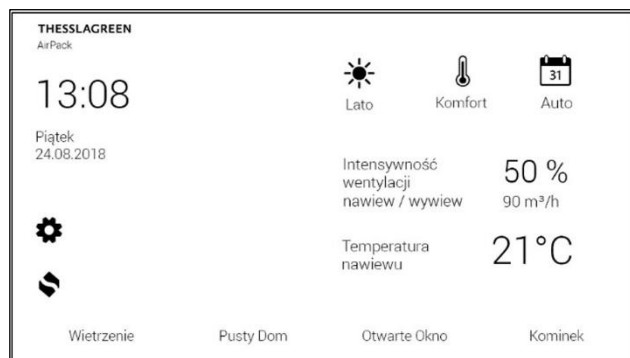 THESSLAGREEN
AirPack
13:08
Piątek
24.08.2018
31
Lato
Komfort
Auto
Intensywność
wentylacji
nawiew / wywiew
50 %
90 m³/h
Temperatura
nawiewu
21°C
Wietrzenie
Pusty Dom
Otwarte Okno
Kominek